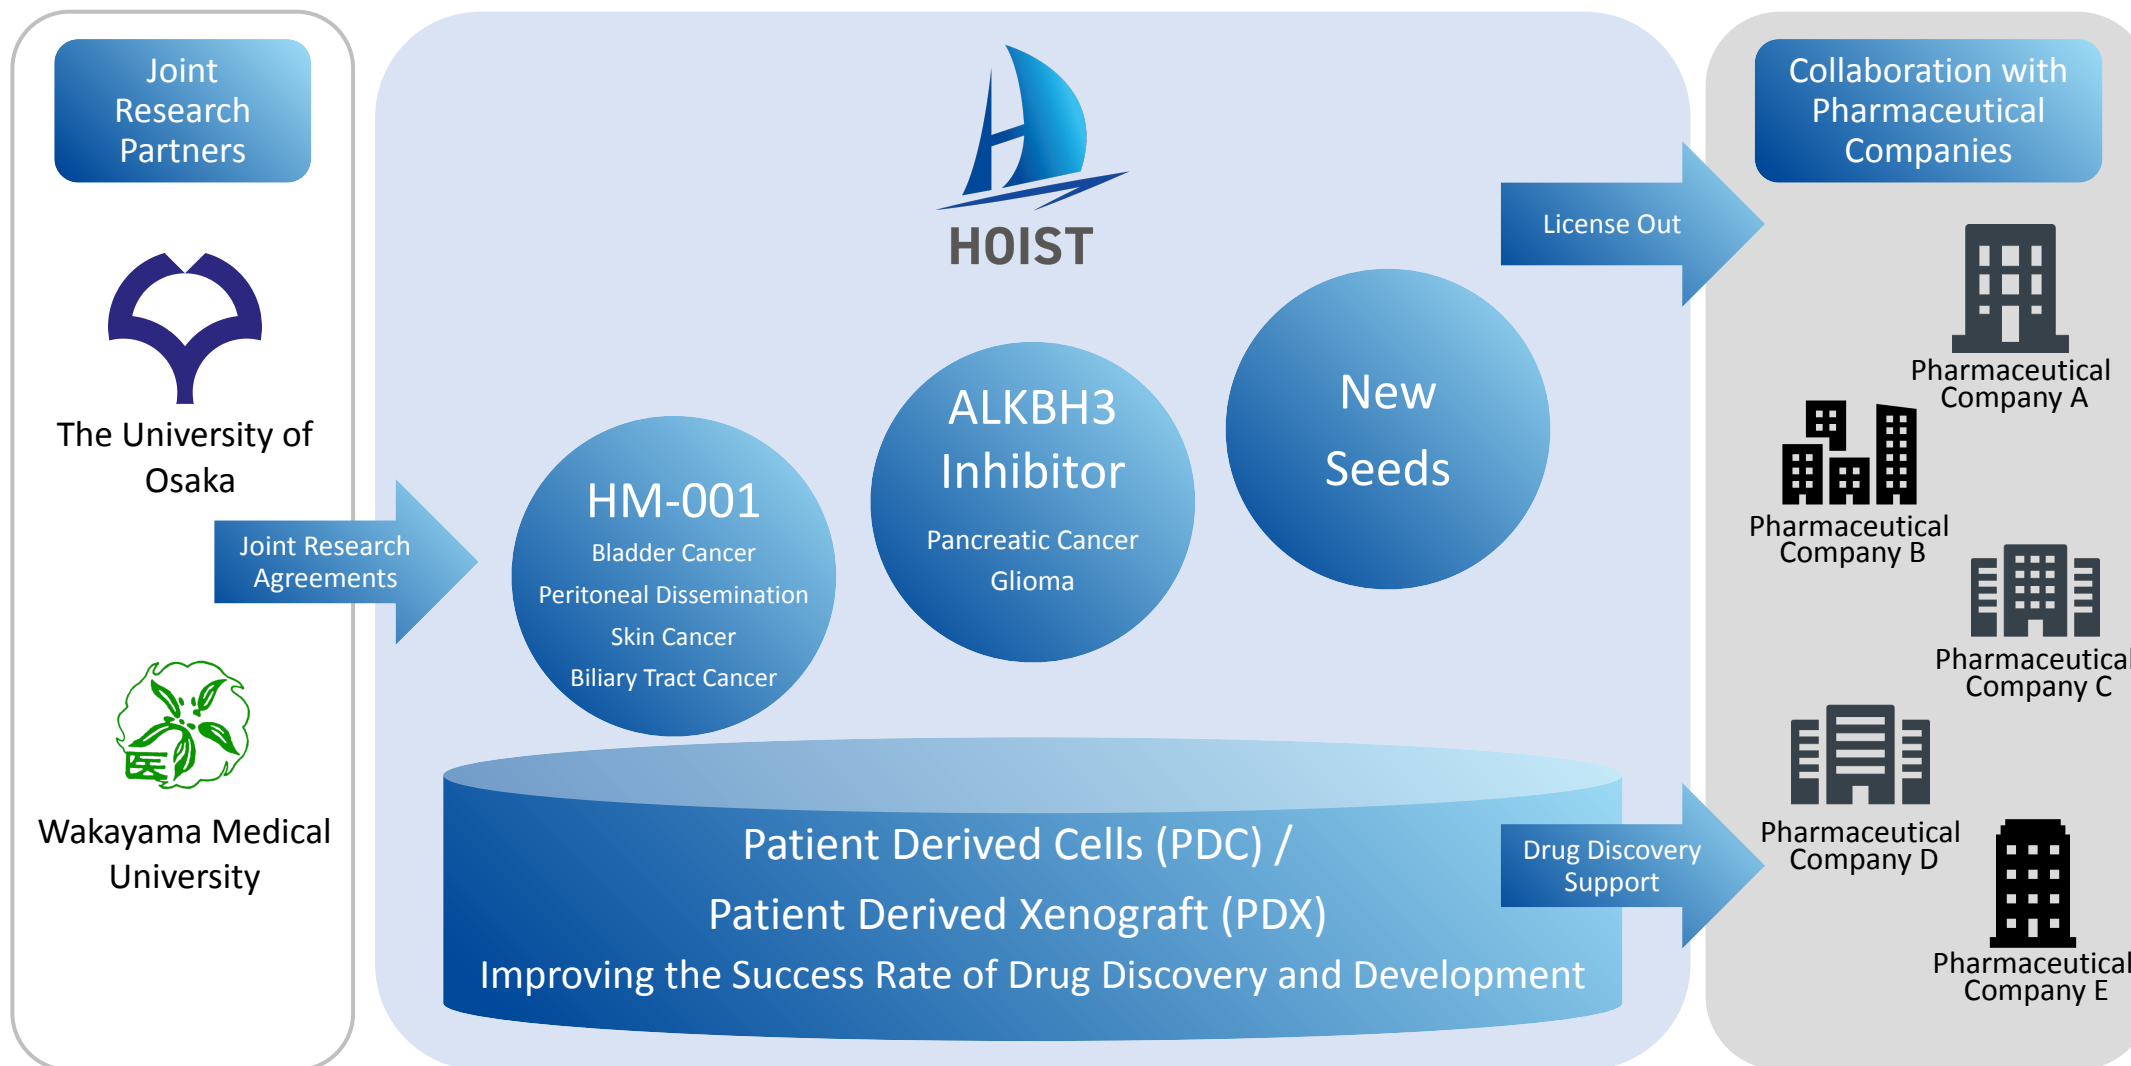 Joint
Research
Partners
The University of
Osaka
Wakayama Medical
University
医
Joint Research
Agreements
HOIST
HM-001
Bladder Cancer
Peritoneal Dissemination
Skin Cancer
Biliary Tract Cancer
ALKBH3
Inhibitor
Pancreatic Cancer
Glioma
New
Seeds
Patient Derived Cells (PDC) /
Patient Derived Xenograft (PDX)
Improving the Success Rate of Drug Discovery and Development
License Out
Drug Discovery
Support
Collaboration with
Pharmaceutical
Companies
Pharmaceutical
Company A
Pharmaceutical
Company B
Pharmaceutical
Company C
Pharmaceutical
Company D
Pharmaceutical
Company E